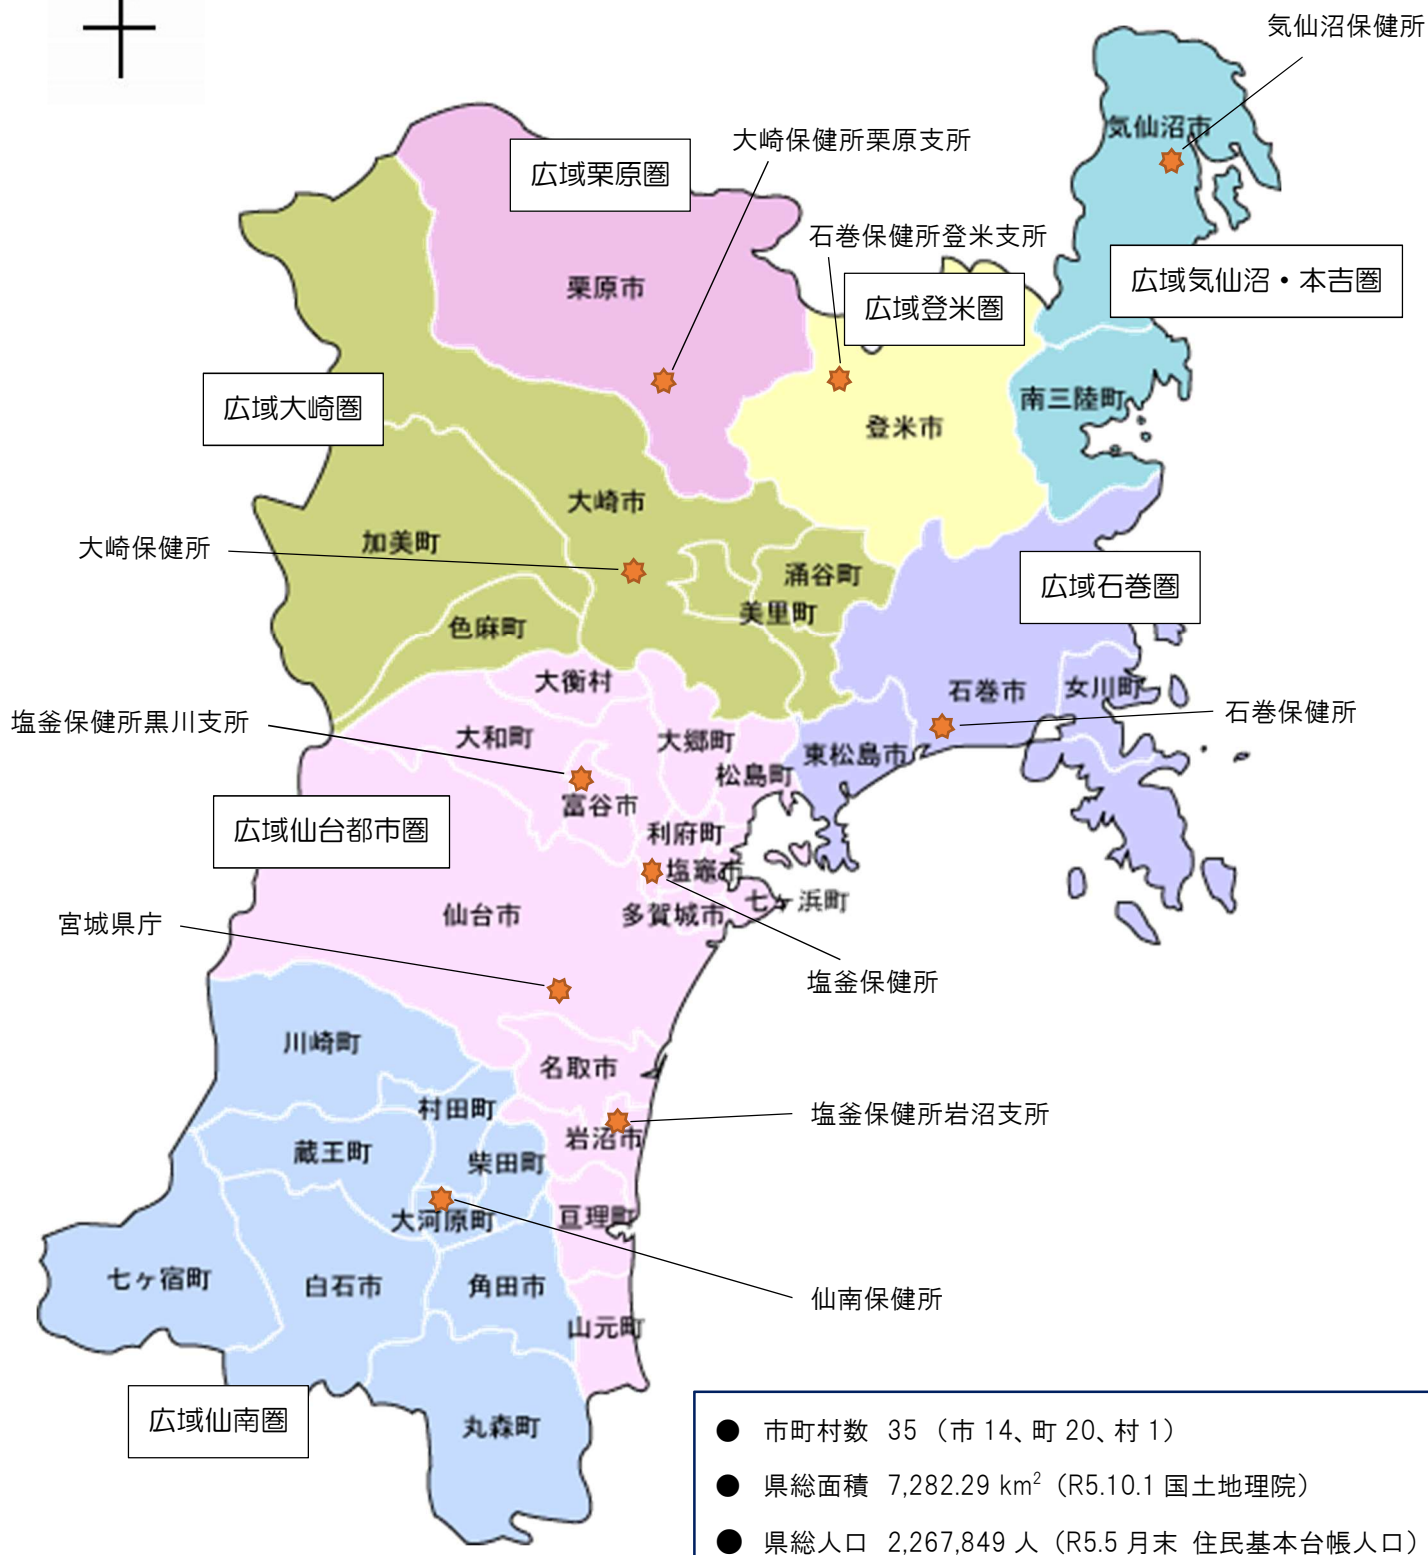 気仙沼保健所
気仙沼市
大崎保健所栗原支所
広域栗原圏
石巻保健所登米支所
広域気仙沼・本吉圏
栗原市
広域登米圏
広域大崎圏
南三陸町
登米市
大崎市
加美町
大崎保健所
涌谷町
広域石巻圏
美里町
色麻町
大衡村
石巻市
女川町
塩釜保健所黒川支所
大和町
大郷町
石巻保健所
東松島市
松島町
富谷市
広域仙台都市圏
利府町
塩竈市
七ヶ浜町
仙台市
多賀城市
宮城県庁
塩釜保健所
川崎町
名取市
村田町
塩釜保健所岩沼支所
岩沼市
蔵王町
柴田町
大河原町
亘理町
七ヶ宿町
白石市
角田市
仙南保健所
山元町
広域仙南圏
丸森町
● 市町村数 35 (市 14、町 20、村 1)
● 県総面積 7,282.29 km² (R5.10.1 国土地理院)
● 県総人口 2,267,849 人 (R5.5 月末 住民基本台帳人口)